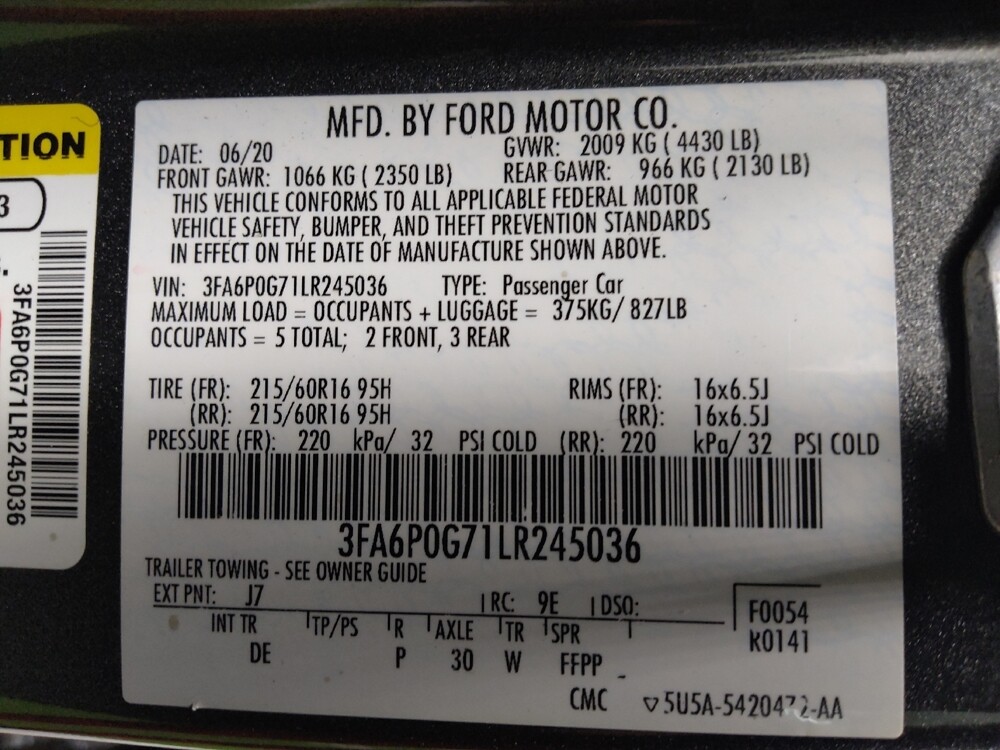 TION
3
3FA6P0G71LR245036
MFD. BY FORD MOTOR CO.
DATE: 06/20 GVWR: 2009 KG ( 4430 LB)
FRONT GAWR: 1066 KG ( 2350 LB) REAR GAWR: 966 KG ( 2130 LB)
THIS VEHICLE CONFORMS TO ALL APPLICABLE FEDERAL MOTOR
VEHICLE SAFETY, BUMPER, AND THEFT PREVENTION STANDARDS
IN EFFECT ON THE DATE OF MANUFACTURE SHOWN ABOVE.
VIN: 3FA6P0G71LR245036 TYPE: Passenger Car
MAXIMUM LOAD = OCCUPANTS + LUGGAGE = 375KG/ 827LB
OCCUPANTS = 5 TOTAL; 2 FRONT, 3 REAR
TIRE (FR): 215/60R16 95H RIMS (FR): 16x6.5J
(RR): 215/60R16 95H (RR): 16x6.5J
PRESSURE (FR): 220 kPa/ 32 PSI COLD (RR): 220 kPa/ 32 PSI COLD
3FA6P0G71LR245036
TRAILER TOWING - SEE OWNER GUIDE
EXT PNT: J7 RC: 9E DSO: F0054
INT TR TP/PS R AXLE TR SPR R0141
DE P 30 W FFPP
CMC